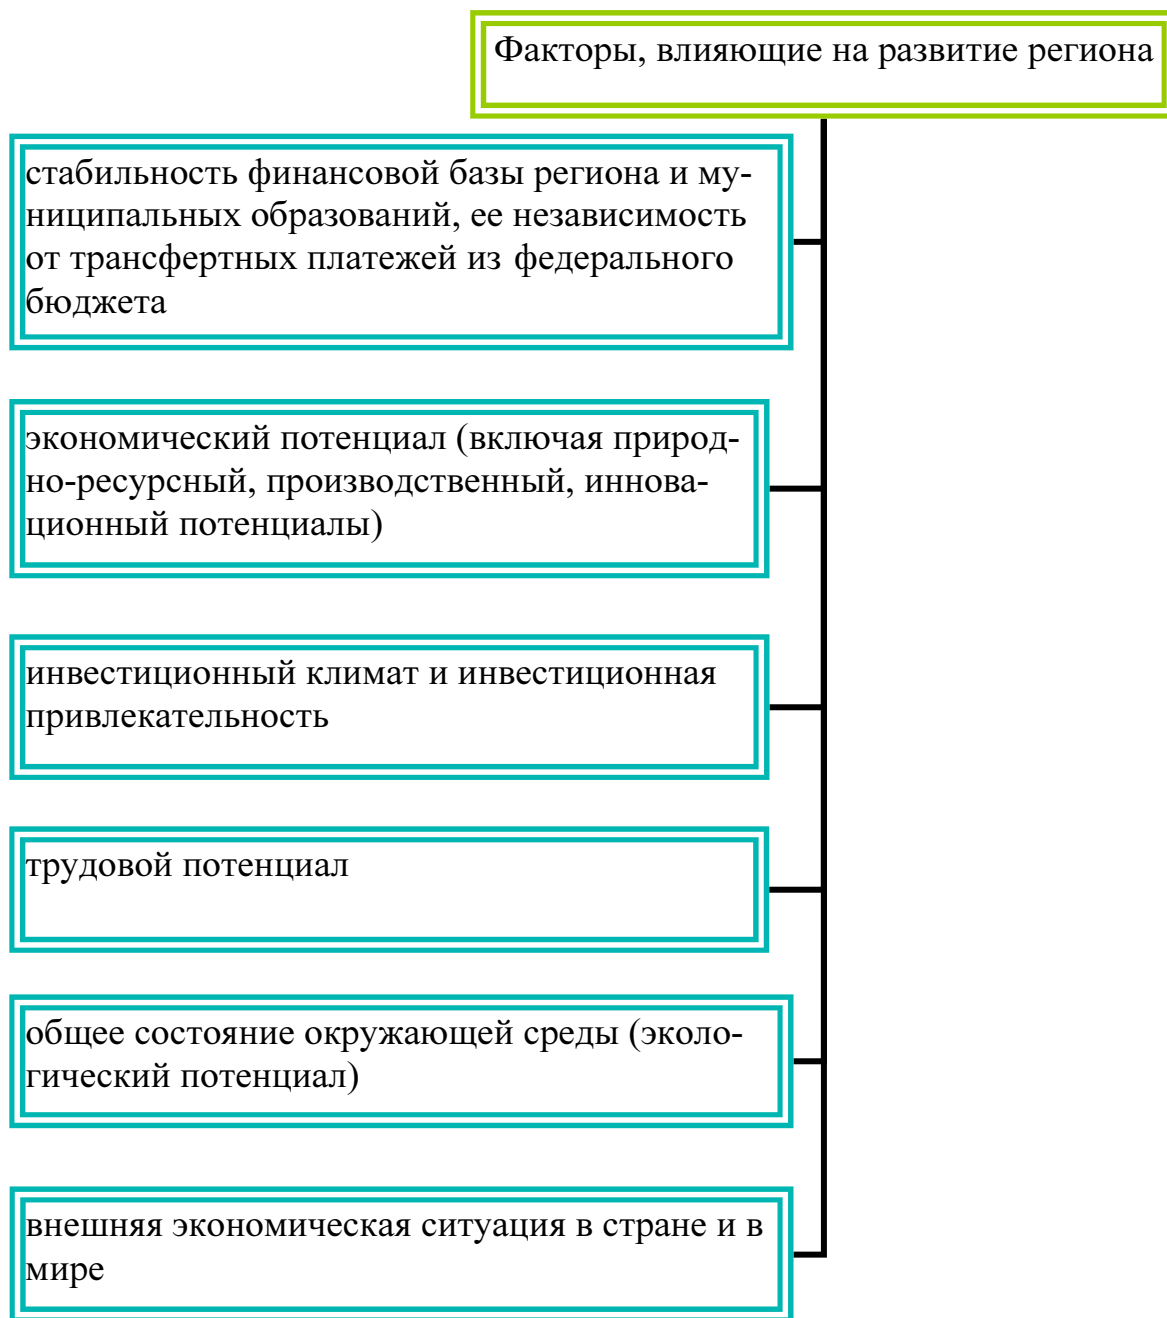 Факторы, влияющие на развитие региона
стабильность финансовой базы региона и му-
ниципальных образований, ее независимость
от трансфертных платежей из федерального
бюджета
экономический потенциал (включая природ-
но-ресурсный, производственный, иннова-
ционный потенциалы)
инвестиционный климат и инвестиционная
привлекательность
трудовой потенциал
общее состояние окружающей среды (эколо-
гический потенциал)
внешняя экономическая ситуация в стране и в
мире